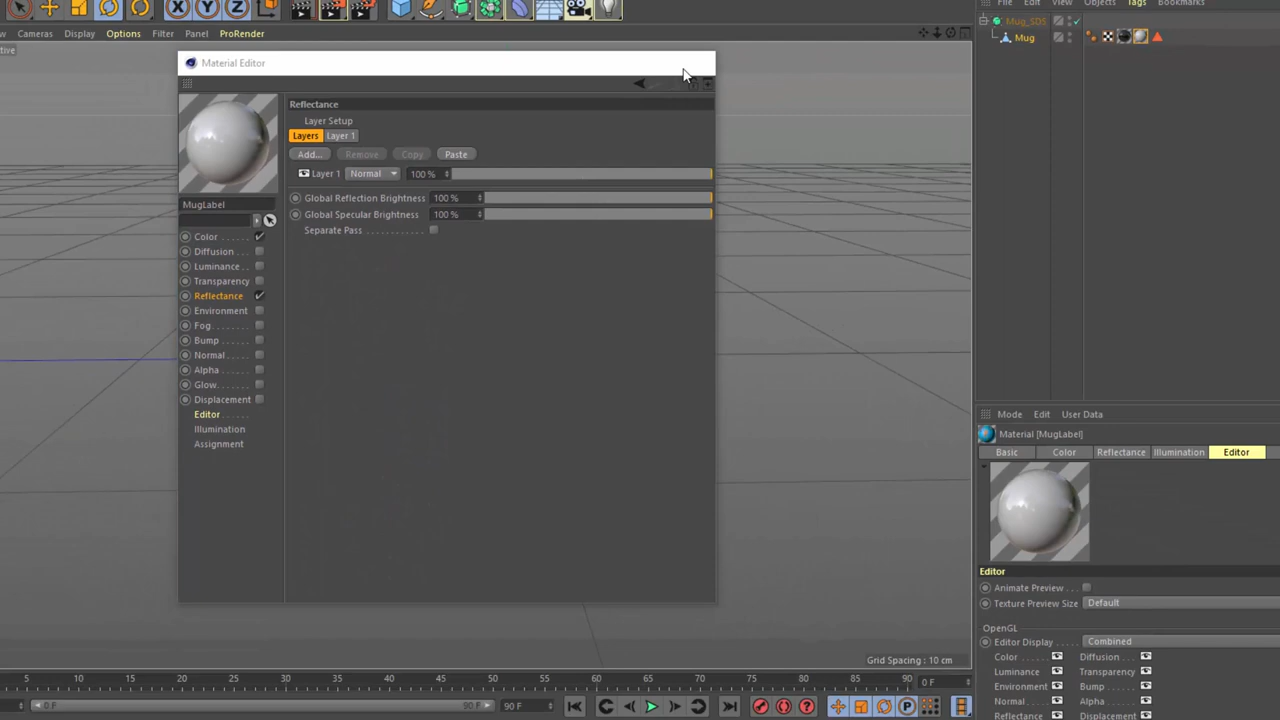 File Edit View Objects Tags Bookmarks
Cameras Display Options Filter Panel ProRender
Mug_SDS
Mug
Material Editor
Reflectance
Layer Setup
Layers Layer 1
Add... Remove Copy Paste
Layer 1 Normal 100 %
Global Reflection Brightness 100 %
Global Specular Brightness 100 %
Separate Pass . . . . . . . . . . . .
MugLabel
Color . . . . . .
Diffusion . . .
Luminance. .
Transparency
Reflectance
Environment
Fog. . . . . . . .
Bump . . . . . .
Normal . . . . .
Alpha . . . . . .
Glow. . . . . . .
Displacement
Editor . . . . .
Illumination
Assignment
Mode Edit User Data
Material [MugLabel]
Basic Color Reflectance Illumination Editor
Editor
Animate Preview . .
Texture Preview Size Default
OpenGL
Editor Display . . . . . Combined
Color . . . . . Diffusion . . .
Luminance . Transparency
Environment Bump . . . . .
Normal . . . . Alpha . . . . .
Reflectance Displacement
Grid Spacing : 10 cm
5 10 15 20 25 30 35 40 45 50 55 60 65 70 75 80 85 90 0 F
0 F 90 F 90 F